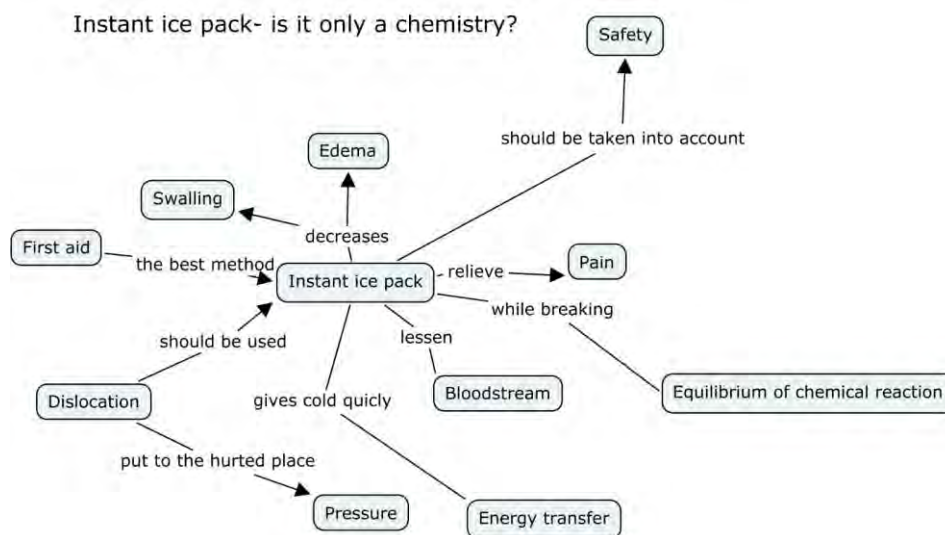 Instant ice pack- is it only a chemistry?
Safety
should be taken into account
Edema
Swalling
decreases
First aid
the best method
Instant ice pack
relieve
Pain
while breaking
should be used
lessen
Dislocation
gives cold quicly
Bloodstream
Equilibrium of chemical reaction
put to the hurted place
Pressure
Energy transfer